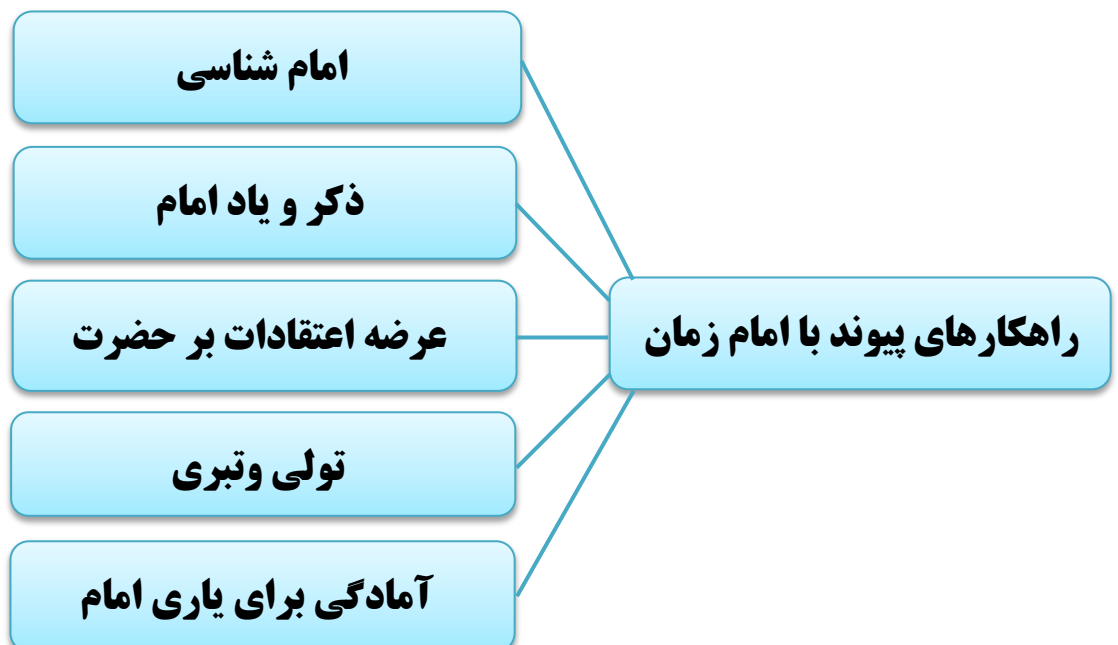 راهکارهای پیوند با امام زمان
امام شناسی
ذکر و یاد امام
عرضه اعتقادات بر حضرت
تولی وتبری
آمادگی برای یاری امام